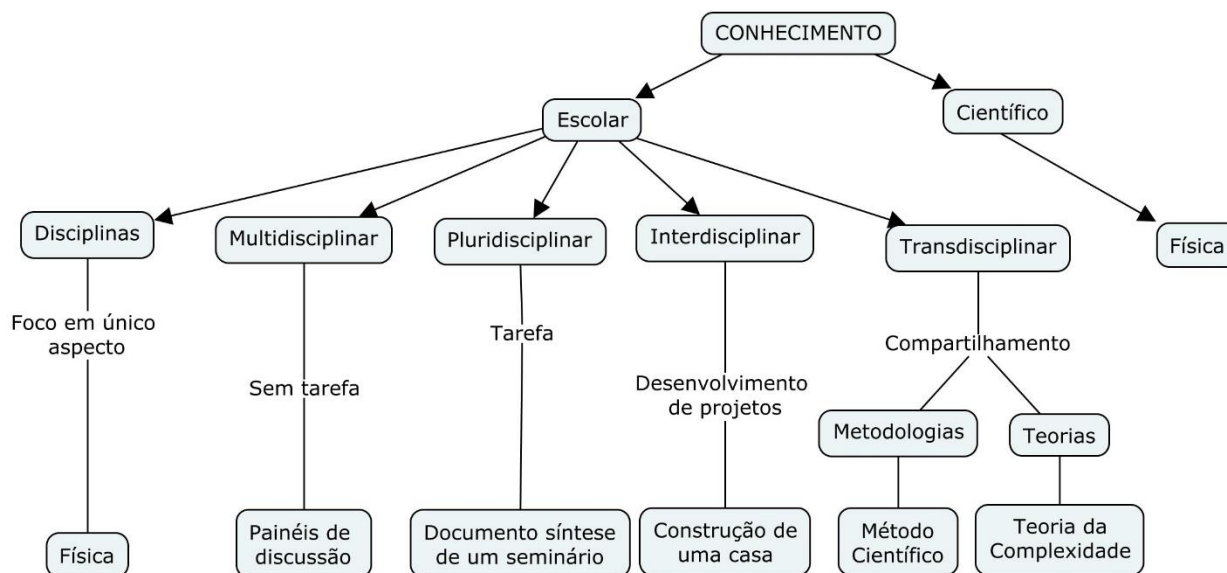 CONHECIMENTO
Escolar
Científico
Disciplinas
Multidisciplinar
Pluridisciplinar
Interdisciplinar
Transdisciplinar
Física
Foco em único
aspecto
Sem tarefa
Tarefa
Desenvolvimento
de projetos
Compartilhamento
Metodologias
Teorias
Física
Painéis de
discussão
Documento síntese
de um seminário
Construção de
uma casa
Método
Científico
Teoria da
Complexidade